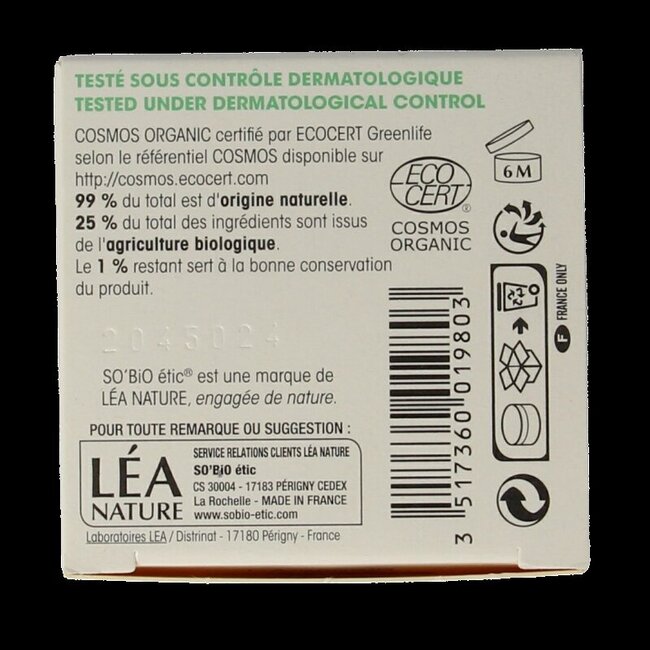 TESTÉ SOUS CONTRÔLE DERMATOLOGIQUE
TESTED UNDER DERMATOLOGICAL CONTROL
COSMOS ORGANIC certifié par ECOCERT Greenlife
selon le référentiel COSMOS disponible sur
http://cosmos.ecocert.com
99 % du total est d'origine naturelle.
25 % du total des ingrédients sont issus
de l'agriculture biologique.
Le 1 % restant sert à la bonne conservation
du produit.
ECO
CERT®
COSMOS
ORGANIC
6 M
FRANCE ONLY
F
2045024
SO'BiO étic® est une marque de
LÉA NATURE, engagée de nature.
POUR TOUTE REMARQUE OU SUGGESTION :
LÉA
NATURE
SERVICE RELATIONS CLIENTS LÉA NATURE
SO'BiO étic
CS 30004 - 17183 PÉRIGNY CEDEX
La Rochelle - MADE IN FRANCE
www.sobio-etic.com
Laboratoires LEA / Distrinat - 17180 Périgny - France
3 517360 019803